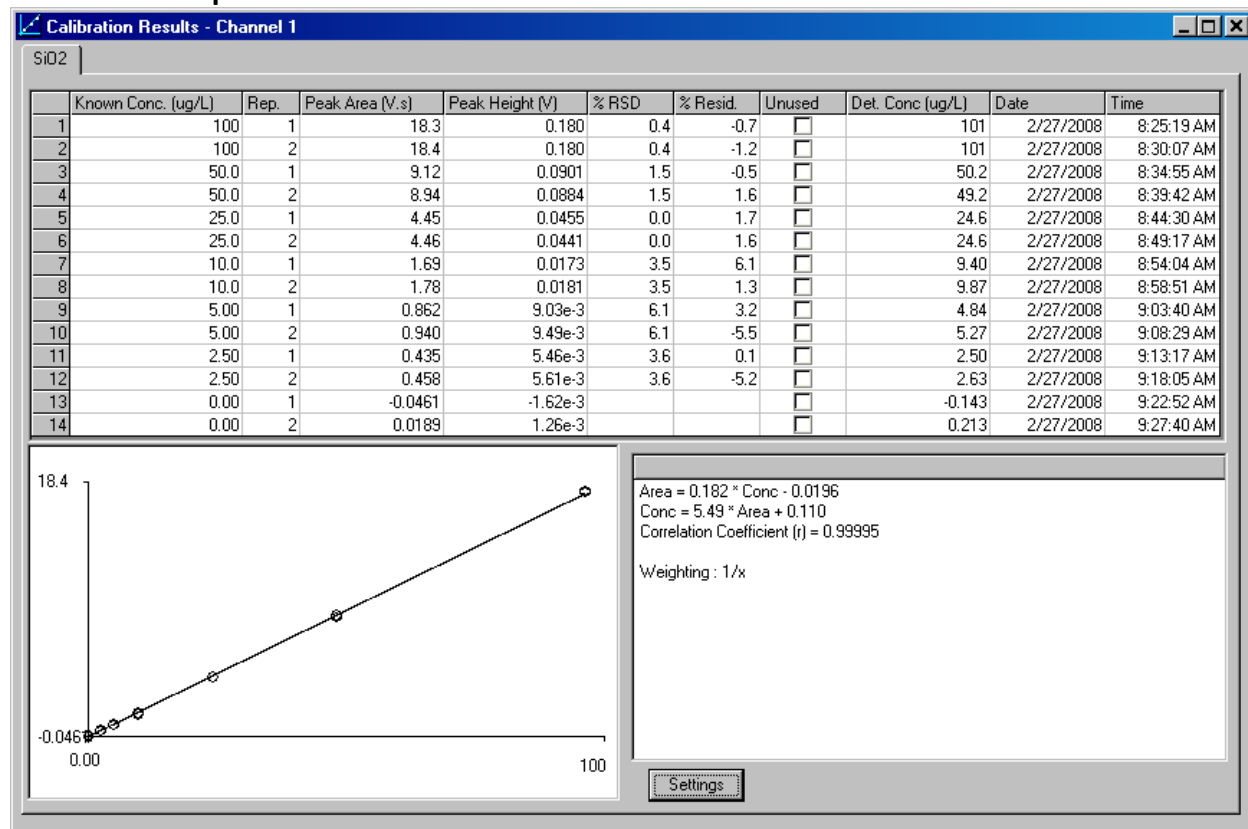 Calibration Results - Channel 1
SiO2
Known Conc. (ug/L) Rep. Peak Area (V.s) Peak Height (V) % RSD % Resid. Unused Det. Conc (ug/L) Date Time
1 100 1 18.3 0.180 0.4 -0.7 101 2/27/2008 8:25:19 AM
2 100 2 18.4 0.180 0.4 -1.2 101 2/27/2008 8:30:07 AM
3 50.0 1 9.12 0.0901 1.5 -0.5 50.2 2/27/2008 8:34:55 AM
4 50.0 2 8.94 0.0884 1.5 1.6 49.2 2/27/2008 8:39:42 AM
5 25.0 1 4.45 0.0455 0.0 1.7 24.6 2/27/2008 8:44:30 AM
6 25.0 2 4.46 0.0441 0.0 1.6 24.6 2/27/2008 8:49:17 AM
7 10.0 1 1.69 0.0173 3.5 6.1 9.40 2/27/2008 8:54:04 AM
8 10.0 2 1.78 0.0181 3.5 1.3 9.87 2/27/2008 8:58:51 AM
9 5.00 1 0.862 9.03e-3 6.1 3.2 4.84 2/27/2008 9:03:40 AM
10 5.00 2 0.940 9.49e-3 6.1 -5.5 5.27 2/27/2008 9:08:29 AM
11 2.50 1 0.435 5.46e-3 3.6 0.1 2.50 2/27/2008 9:13:17 AM
12 2.50 2 0.458 5.61e-3 3.6 -5.2 2.63 2/27/2008 9:18:05 AM
13 0.00 1 -0.0461 -1.62e-3 -0.143 2/27/2008 9:22:52 AM
14 0.00 2 0.0189 1.26e-3 0.213 2/27/2008 9:27:40 AM
18.4
-0.0461
0.00
100
Area = 0.182 * Conc - 0.0196
Conc = 5.49 * Area + 0.110
Correlation Coefficient (r) = 0.99995
Weighting : 1/x
Settings